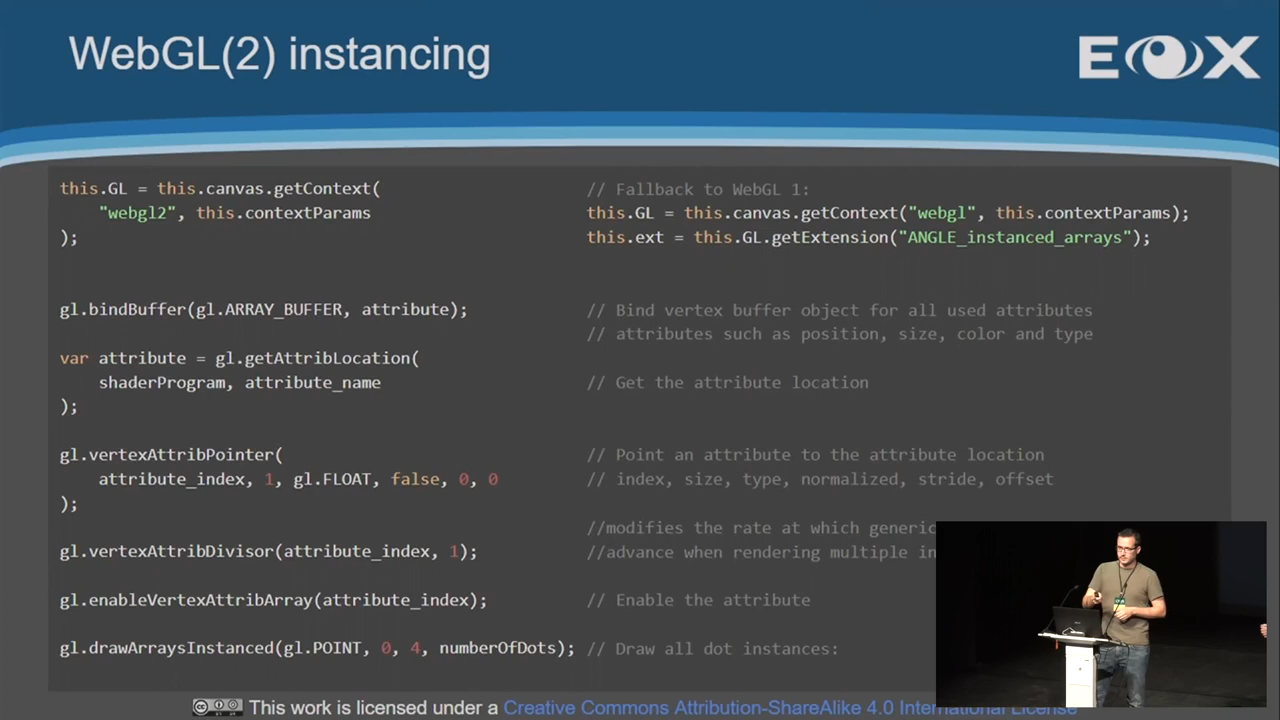 WebGL(2) instancing
EOX
this.GL = this.canvas.getContext( // Fallback to WebGL 1:
"webgl2", this.contextParams this.GL = this.canvas.getContext("webgl", this.contextParams);
); this.ext = this.GL.getExtension("ANGLE_instanced_arrays");
gl.bindBuffer(gl.ARRAY_BUFFER, attribute); // Bind vertex buffer object for all used attributes
// attributes such as position, size, color and type
var attribute = gl.getAttribLocation(
shaderProgram, attribute_name // Get the attribute location
);
gl.vertexAttribPointer( // Point an attribute to the attribute location
attribute_index, 1, gl.FLOAT, false, 0, 0 // index, size, type, normalized, stride, offset
);
//modifies the rate at which generic
gl.vertexAttribDivisor(attribute_index, 1); //advance when rendering multiple in
gl.enableVertexAttribArray(attribute_index); // Enable the attribute
gl.drawArraysInstanced(gl.POINT, 0, 4, numberOfDots); // Draw all dot instances:
This work is licensed under a Creative Commons Attribution-ShareAlike 4.0 International License